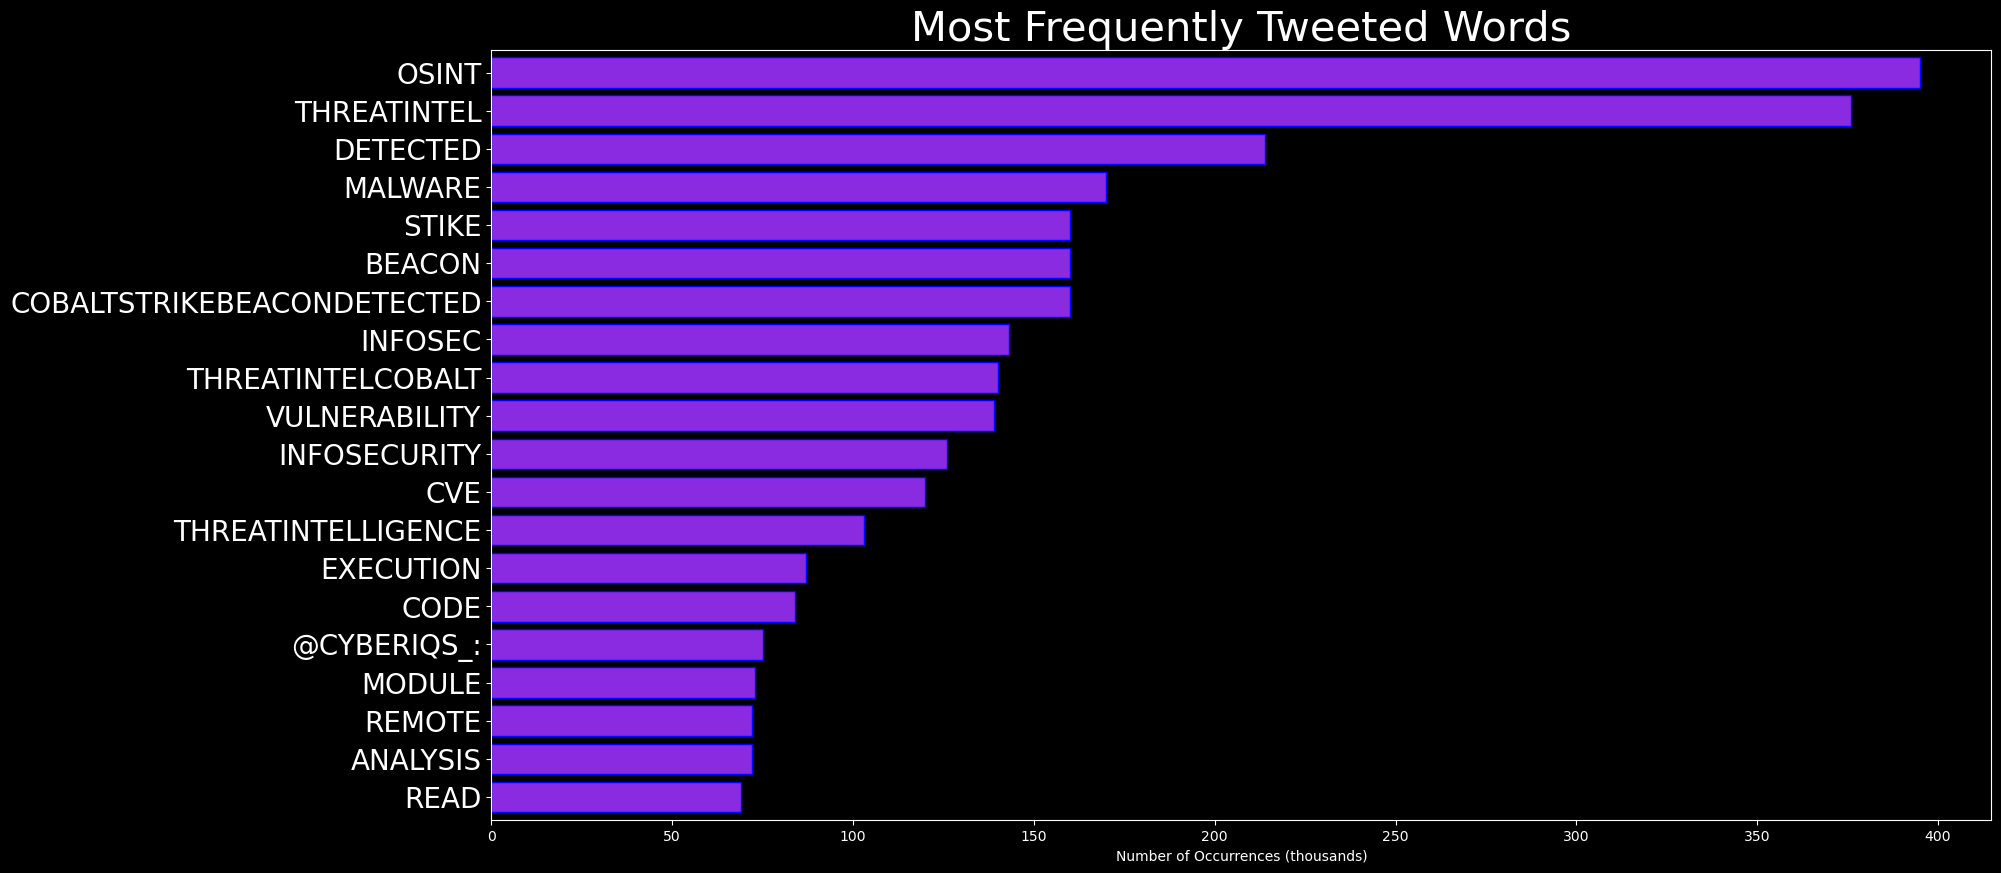 Most Frequently Tweeted Words
OSINT
THREATINTEL
DETECTED
MALWARE
STIKE
BEACON
COBALTSTRIKEBEACONDETECTED
INFOSEC
THREATINTELCOBALT
VULNERABILITY
INFOSECURITY
CVE
THREATINTELLIGENCE
EXECUTION
CODE
@CYBERIQS_:
MODULE
REMOTE
ANALYSIS
READ
0 50 100 150 200 250 300 350 400
Number of Occurrences (thousands)